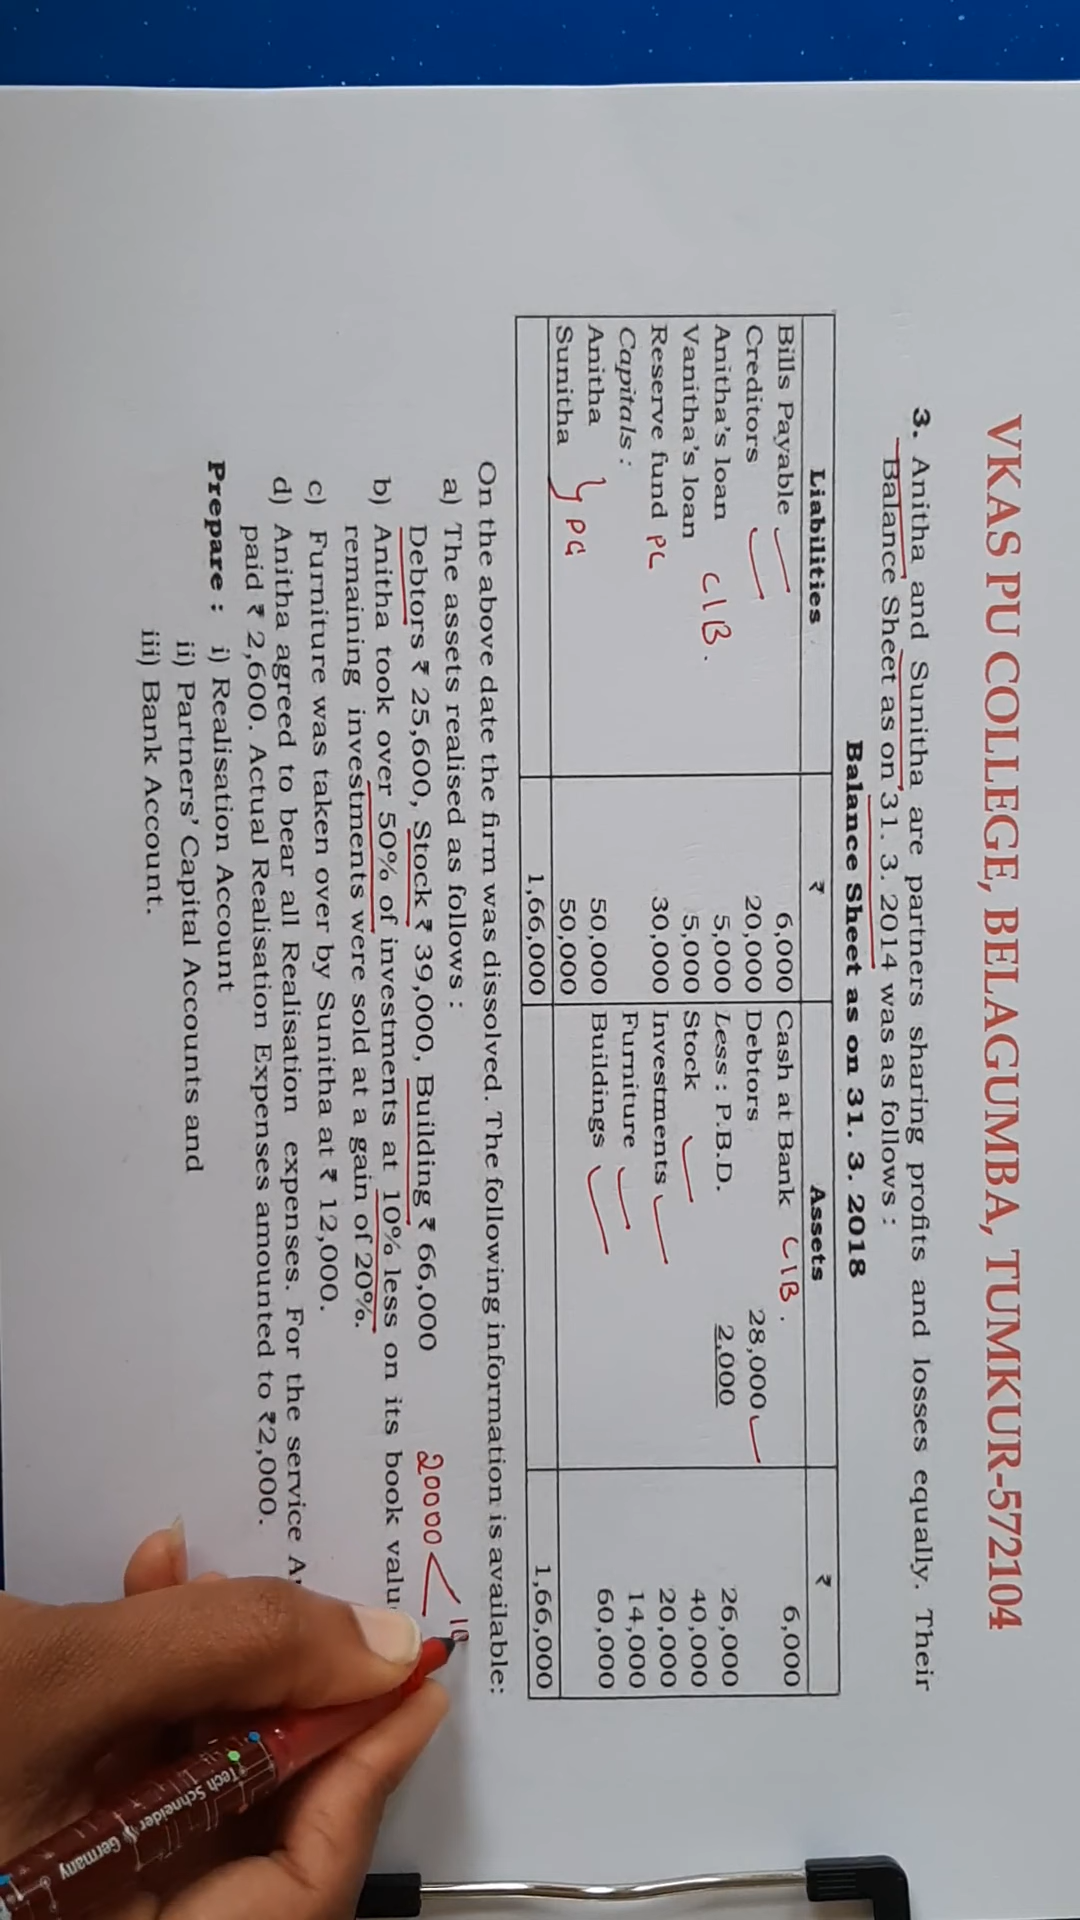 VKAS PU COLLEGE, BELAGUMBA, TUMKUR-572104
3. Anitha and Sunitha are partners sharing profits and losses equally. Their
Balance Sheet as on 31. 3. 2014 was as follows :
Balance Sheet as on 31. 3. 2018
Liabilities ₹ Assets ₹
Bills Payable 6,000 Cash at Bank C|B. 6,000
Creditors 20,000 Debtors 28,000
Anitha's loan C|B. 5,000 Less : P.B.D. 2,000 26,000
Vanitha's loan 5,000 Stock 40,000
Reserve fund PC 30,000 Investments 20,000
Capitals : Furniture 14,000
Anitha 50,000 Buildings 60,000
Sunitha 50,000
1,66,000 1,66,000
On the above date the firm was dissolved. The following information is available:
a) The assets realised as follows :
Debtors ₹ 25,600, Stock ₹ 39,000, Building ₹ 66,000
20000
b) Anitha took over 50% of investments at 10% less on its book
remaining investments were sold at a gain of 20%.
c) Furniture was taken over by Sunitha at ₹ 12,000.
d) Anitha agreed to bear all Realisation expenses. For the service
paid ₹ 2,600. Actual Realisation Expenses amounted to ₹2,000.
Prepare : i) Realisation Account
ii) Partners' Capital Accounts and
iii) Bank Account.
Tech Schneider Germany